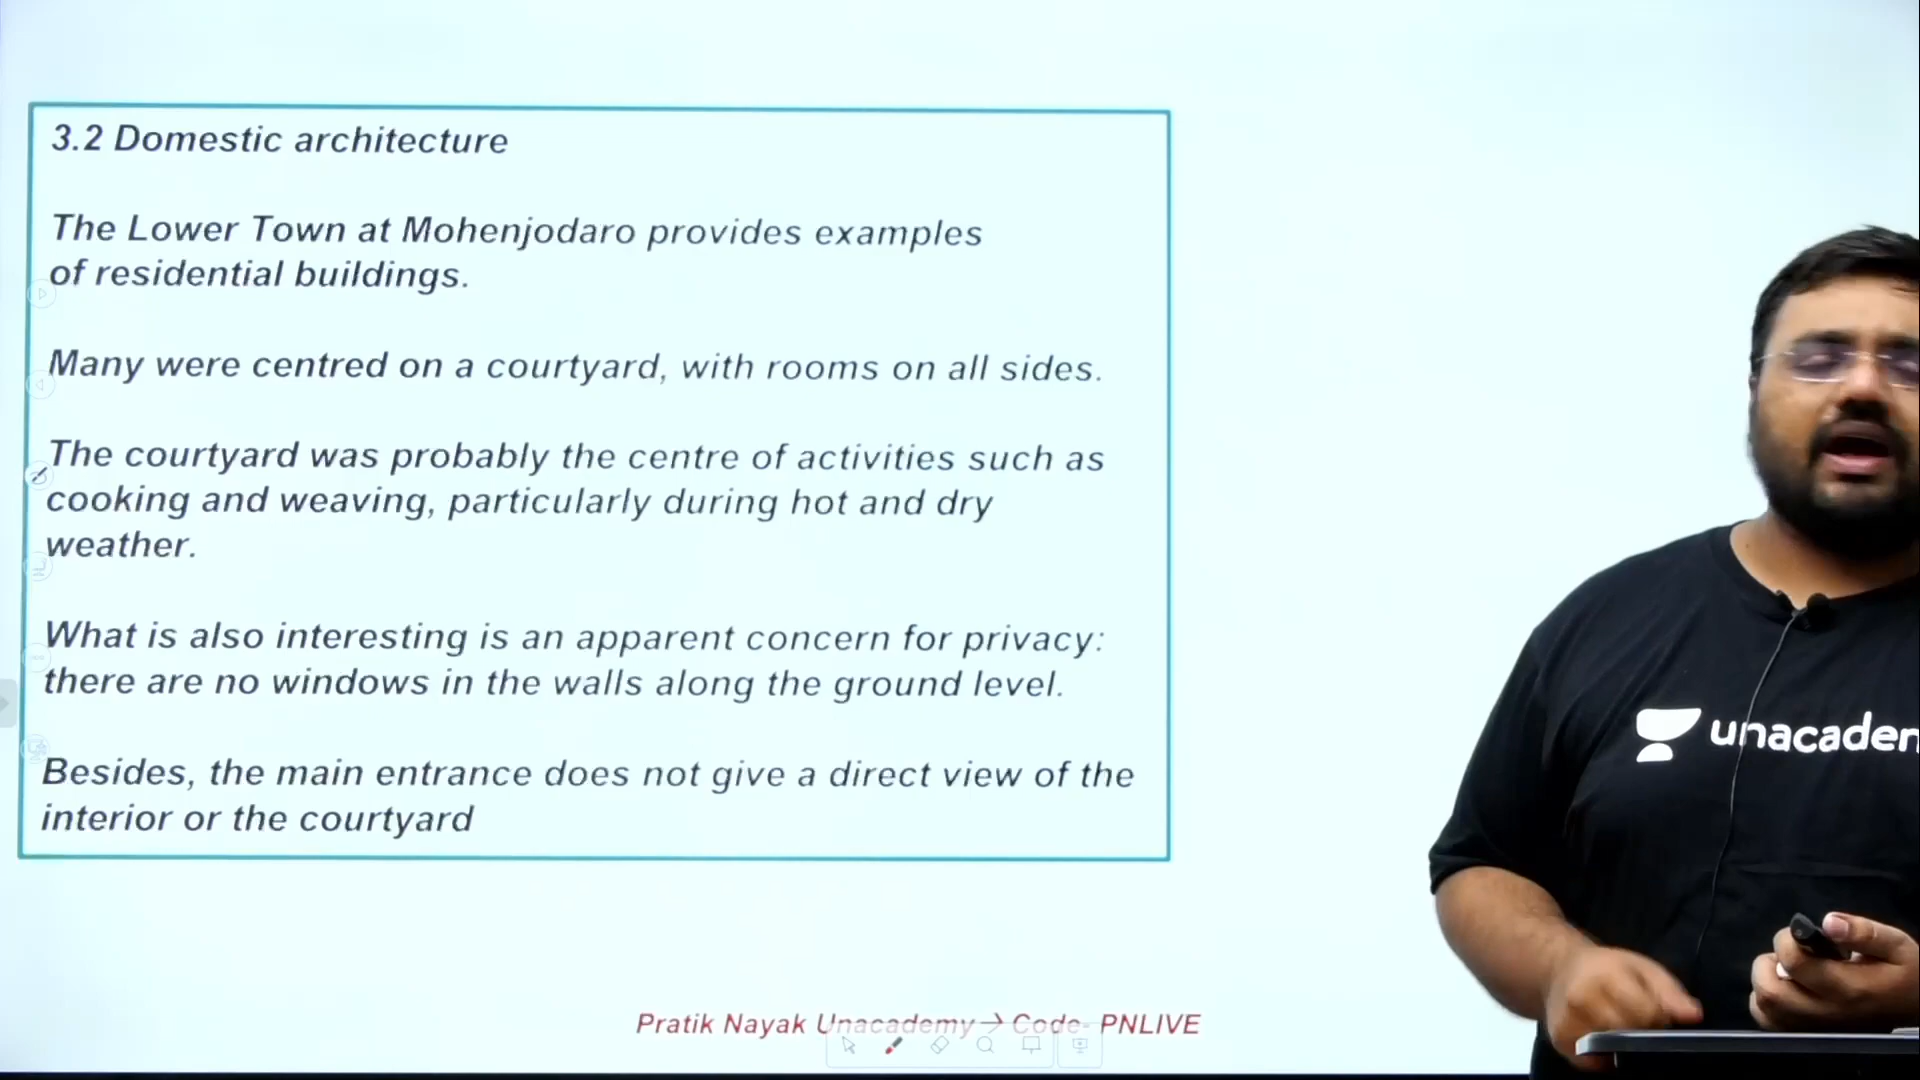 3.2 Domestic architecture
The Lower Town at Mohenjodaro provides examples
of residential buildings.
Many were centred on a courtyard, with rooms on all sides.
The courtyard was probably the centre of activities such as
cooking and weaving, particularly during hot and dry
weather.
What is also interesting is an apparent concern for privacy:
there are no windows in the walls along the ground level.
Besides, the main entrance does not give a direct view of the
interior or the courtyard
unacadem
Pratik Nayak Unacademy → Code- PNLIVE